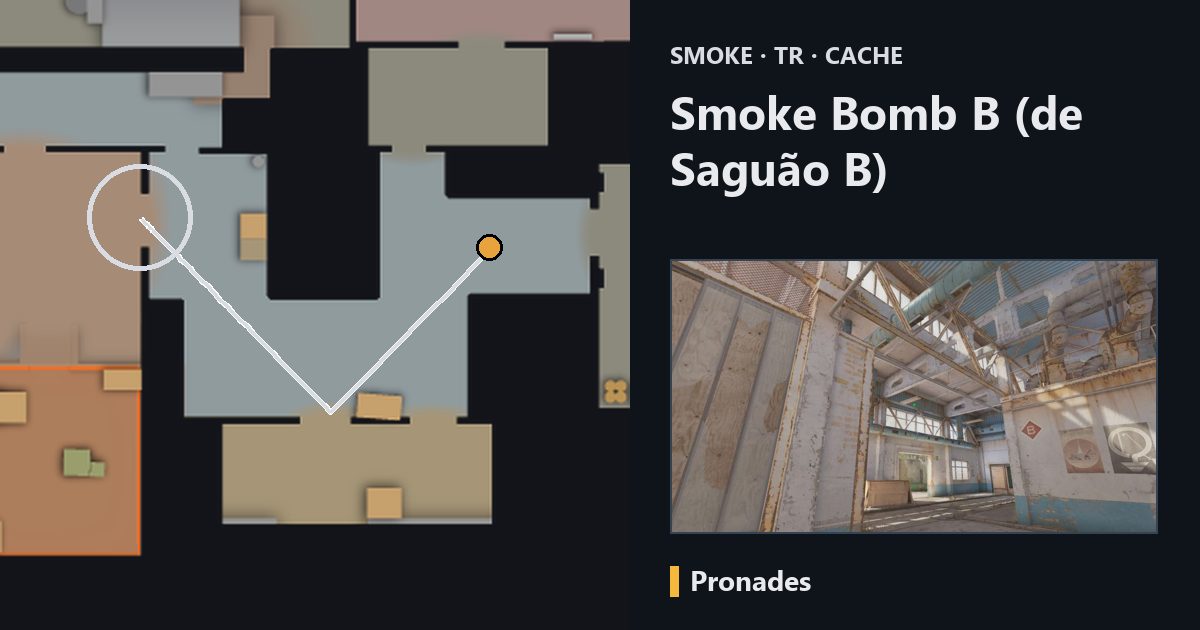 SMOKE · TR · CACHE
Smoke Bomb B (de
Saguão B)
B
Pronades